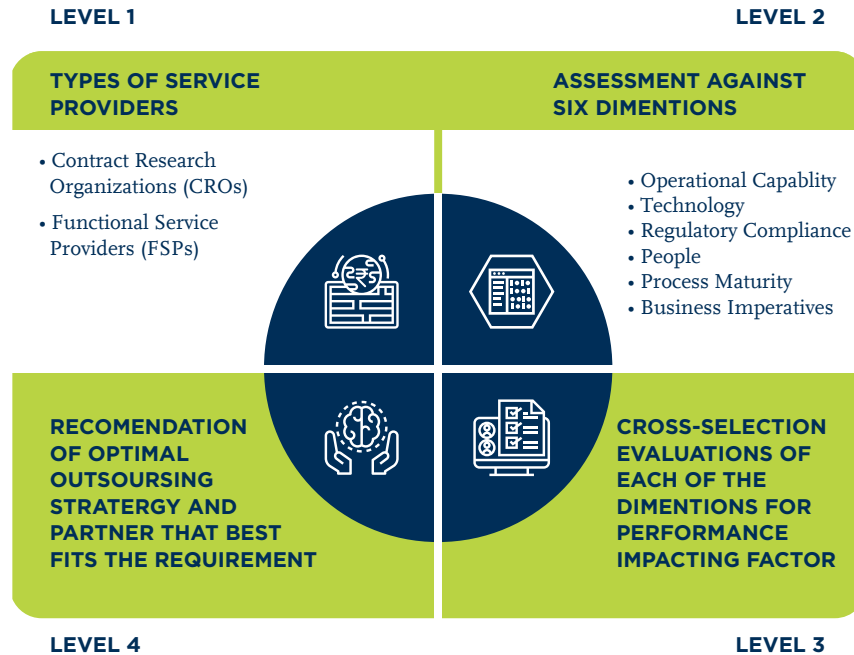 LEVEL 1
LEVEL 2
TYPES OF SERVICE
PROVIDERS
ASSESSMENT AGAINST
SIX DIMENTIONS
• Contract Research
Organizations (CROs)
• Functional Service
Providers (FSPs)
• Operational Capablity
• Technology
• Regulatory Compliance
• People
• Process Maturity
• Business Imperatives
₹
RECOMENDATION
OF OPTIMAL
OUTSOURSING
STRATERGY AND
PARTNER THAT BEST
FITS THE REQUIREMENT
CROSS-SELECTION
EVALUATIONS OF
EACH OF THE
DIMENTIONS FOR
PERFORMANCE
IMPACTING FACTOR
LEVEL 4
LEVEL 3